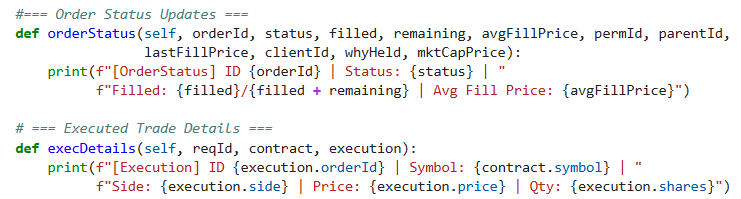 #=== Order Status Updates ===
def orderStatus(self, orderId, status, filled, remaining, avgFillPrice, permId, parentId,
                lastFillPrice, clientId, whyHeld, mktCapPrice):
    print(f"[OrderStatus] ID {orderId} | Status: {status} | "
          f"Filled: {filled}/{filled + remaining} | Avg Fill Price: {avgFillPrice}")

# === Executed Trade Details ===
def execDetails(self, reqId, contract, execution):
    print(f"[Execution] ID {execution.orderId} | Symbol: {contract.symbol} | "
          f"Side: {execution.side} | Price: {execution.price} | Qty: {execution.shares}")